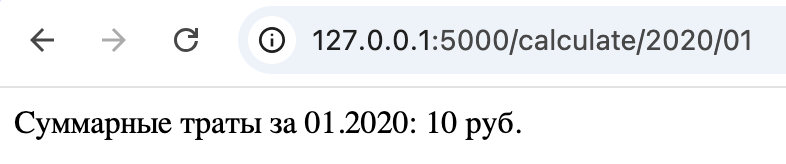 127.0.0.1:5000/calculate/2020/01
Суммарные траты за 01.2020: 10 руб.